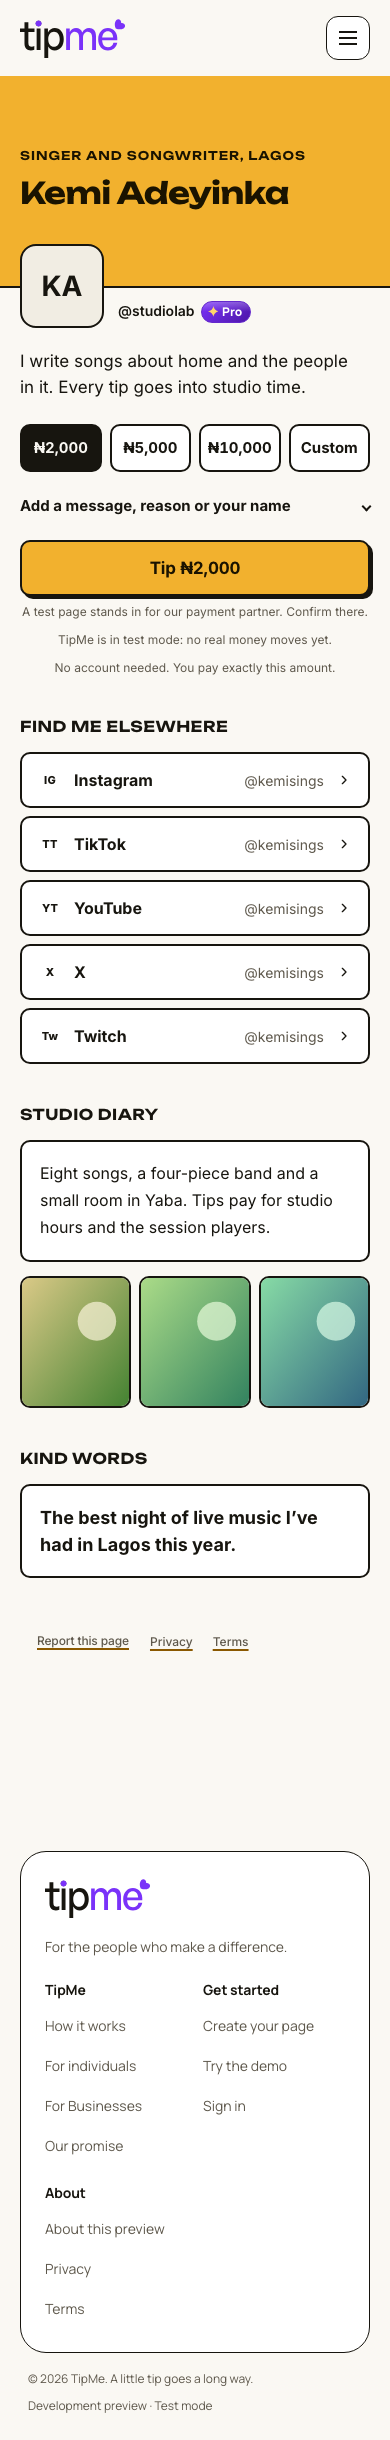 tipme
SINGER AND SONGWRITER, LAGOS
Kemi Adeyinka
KA
@studiolab
Pro
I write songs about home and the people
in it. Every tip goes into studio time.
₦2,000
₦5,000
₦10,000
Custom
Add a message, reason or your name
Tip ₦2,000
A test page stands in for our payment partner. Confirm there.
TipMe is in test mode: no real money moves yet.
No account needed. You pay exactly this amount.
FIND ME ELSEWHERE
IG Instagram @kemisings
TT TikTok @kemisings
YT YouTube @kemisings
X X @kemisings
Tw Twitch @kemisings
STUDIO DIARY
Eight songs, a four-piece band and a
small room in Yaba. Tips pay for studio
hours and the session players.
KIND WORDS
The best night of live music I’ve
had in Lagos this year.
Report this page
Privacy
Terms
tipme
For the people who make a difference.
TipMe
How it works
For individuals
For Businesses
Our promise
Get started
Create your page
Try the demo
Sign in
About
About this preview
Privacy
Terms
© 2026 TipMe. A little tip goes a long way.
Development preview · Test mode